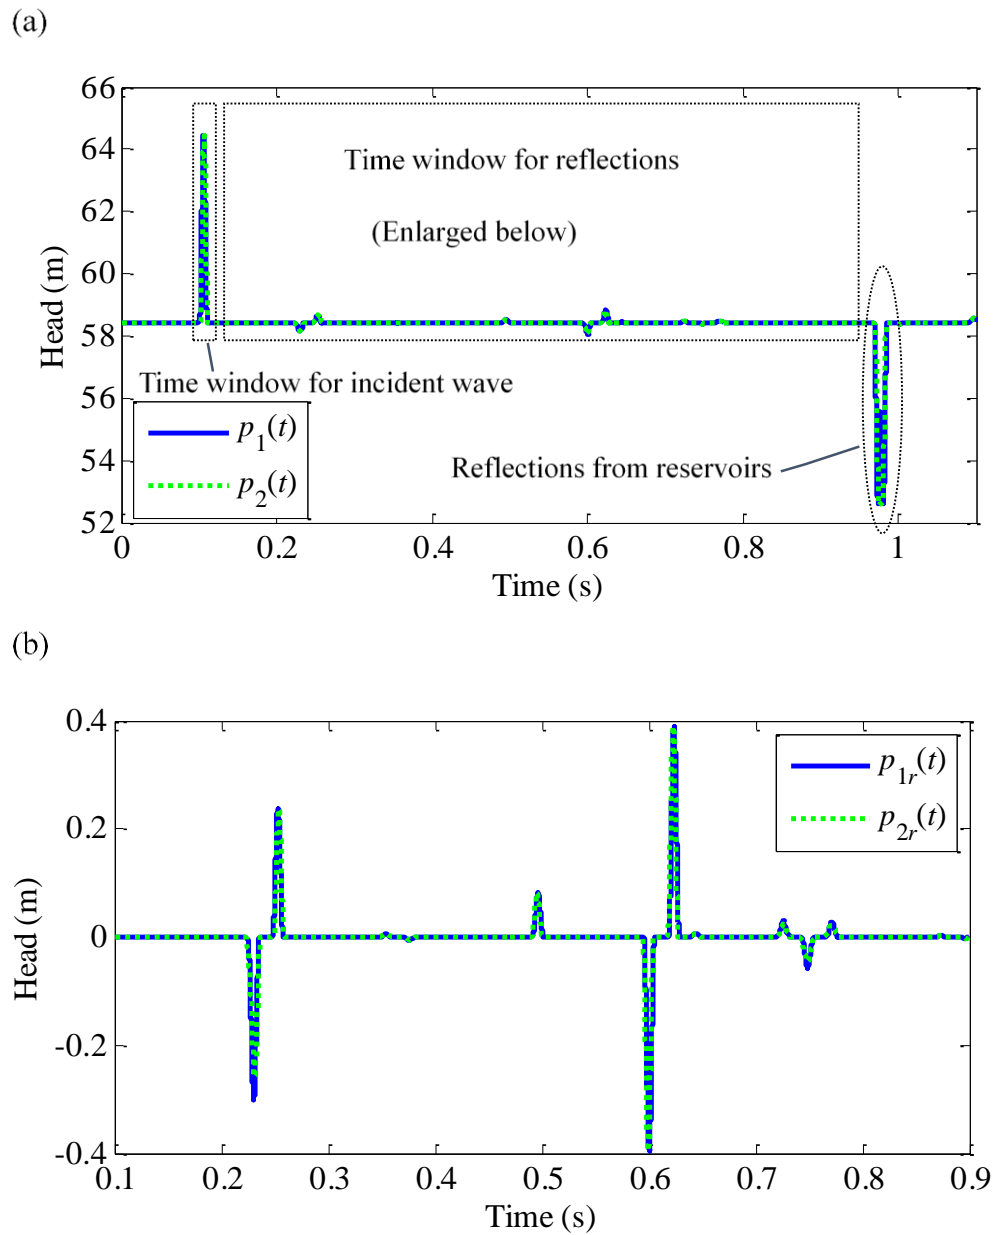 (a)
66
64
62
60
58
56
54
52
Head (m)
Time window for reflections
(Enlarged below)
Time window for incident wave
p1(t)
p2(t)
Reflections from reservoirs
0
0.2
0.4
0.6
0.8
1
Time (s)
(b)
0.4
0.2
0
-0.2
-0.4
Head (m)
p1r(t)
p2r(t)
0.1
0.2
0.3
0.4
0.5
0.6
0.7
0.8
0.9
Time (s)